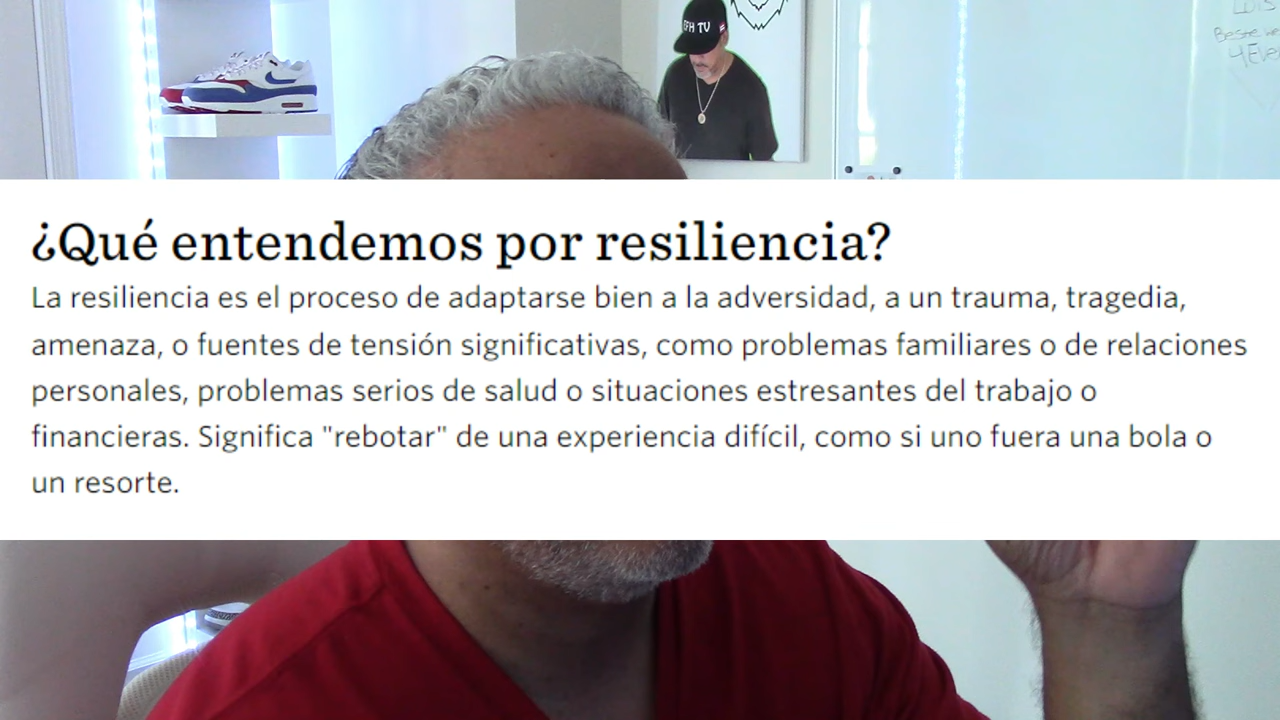 EFH TV
LUIS
¿Qué entendemos por resiliencia?
La resiliencia es el proceso de adaptarse bien a la adversidad, a un trauma, tragedia,
amenaza, o fuentes de tensión significativas, como problemas familiares o de relaciones
personales, problemas serios de salud o situaciones estresantes del trabajo o
financieras. Significa "rebotar" de una experiencia difícil, como si uno fuera una bola o
un resorte.